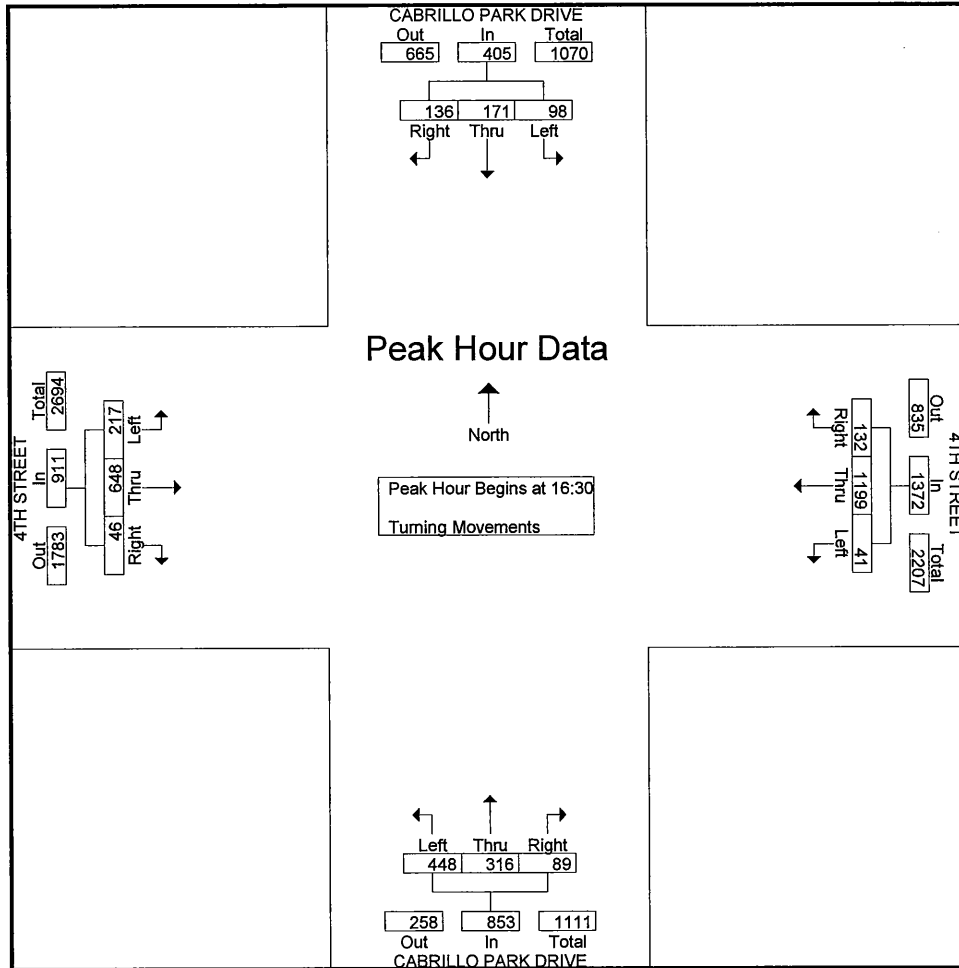 CABRILLO PARK DRIVE
Out In Total
665 405 1070
136 171 98
Right Thru Left
Peak Hour Data
North
Peak Hour Begins at 16:30
Turning Movements
4TH STREET
Total In Out
2694 911 1783
217 648 46
Left Thru Right
4TH STREET
Out In Total
835 1372 2207
132 1199 41
Right Thru Left
Left Thru Right
448 316 89
258 853 1111
Out In Total
CABRILLO PARK DRIVE